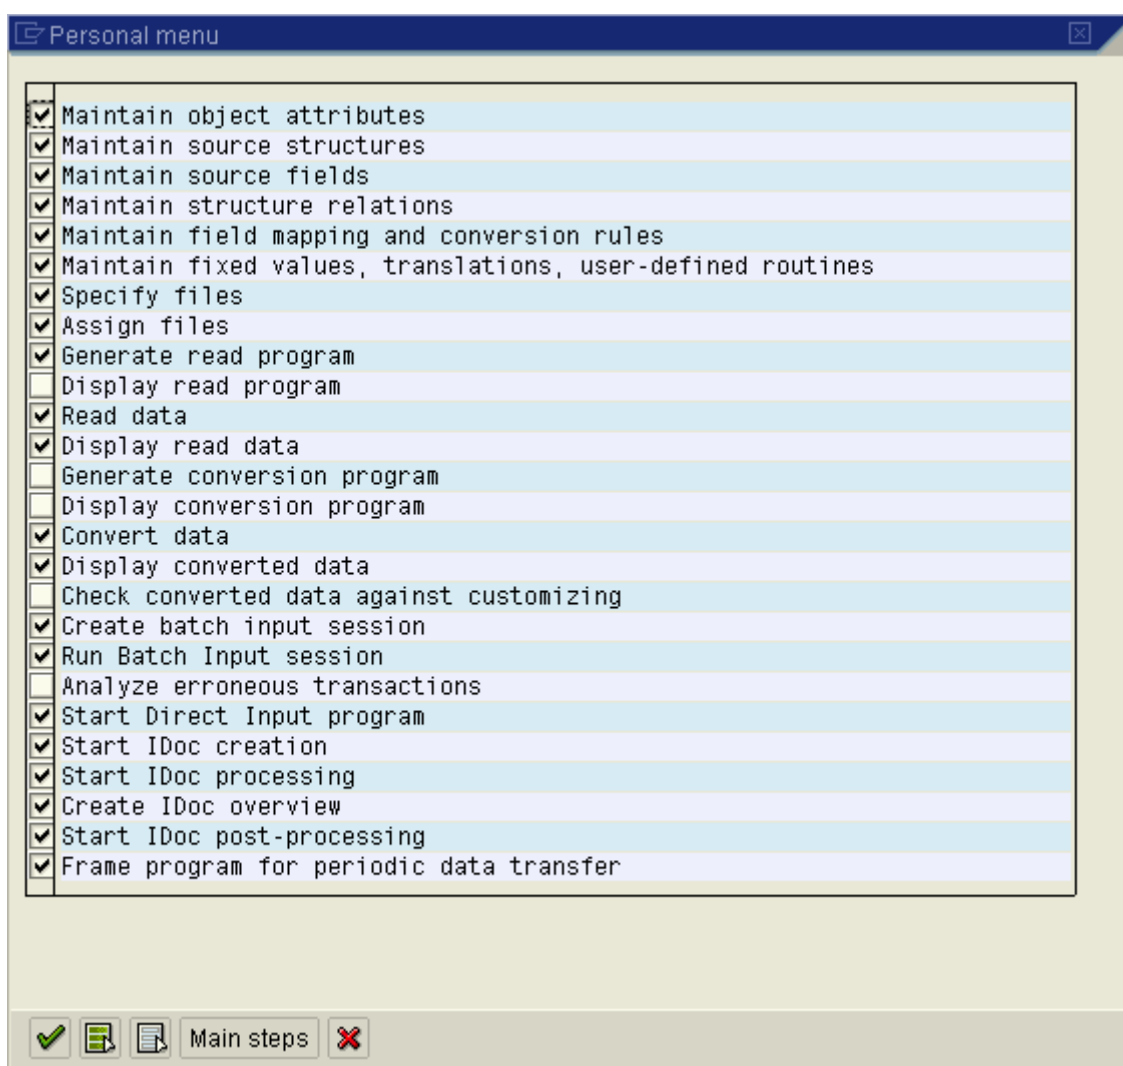 Personal menu
Maintain object attributes
Maintain source structures
Maintain source fields
Maintain structure relations
Maintain field mapping and conversion rules
Maintain fixed values, translations, user-defined routines
Specify files
Assign files
Generate read program
Display read program
Read data
Display read data
Generate conversion program
Display conversion program
Convert data
Display converted data
Check converted data against customizing
Create batch input session
Run Batch Input session
Analyze erroneous transactions
Start Direct Input program
Start IDoc creation
Start IDoc processing
Create IDoc overview
Start IDoc post-processing
Frame program for periodic data transfer
Main steps